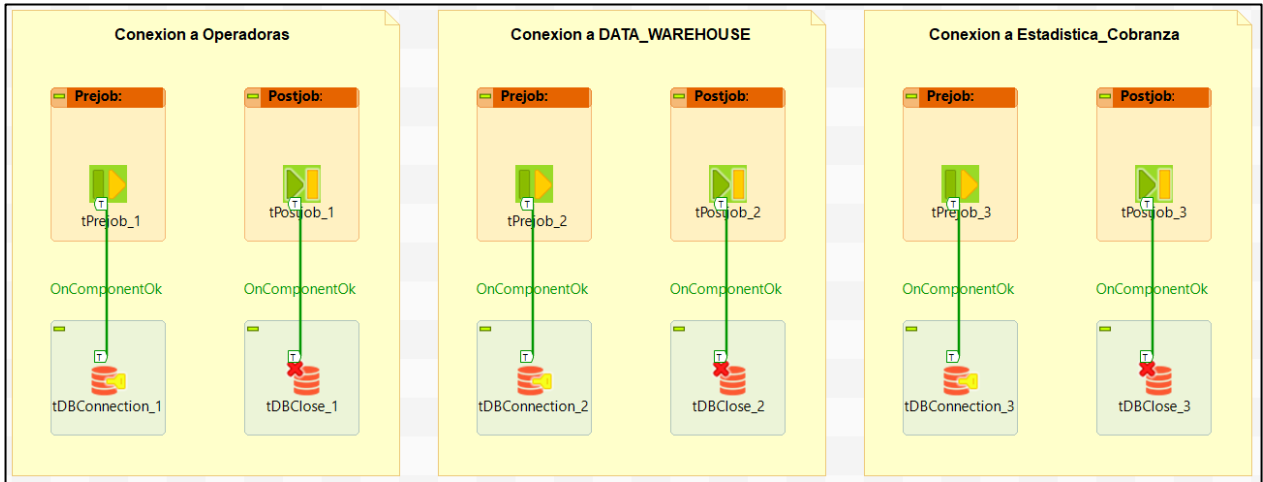 Conexion a Operadoras
Prejob:
Postjob:
T
tPrejob_1
T
tPostjob_1
OnComponentOk
OnComponentOk
T
tDBConnection_1
T
tDBClose_1
Conexion a DATA_WAREHOUSE
Prejob:
Postjob:
T
tPrejob_2
T
tPostjob_2
OnComponentOk
OnComponentOk
T
tDBConnection_2
T
tDBClose_2
Conexion a Estadistica_Cobranza
Prejob:
Postjob:
T
tPrejob_3
T
tPostjob_3
OnComponentOk
OnComponentOk
T
tDBConnection_3
T
tDBClose_3